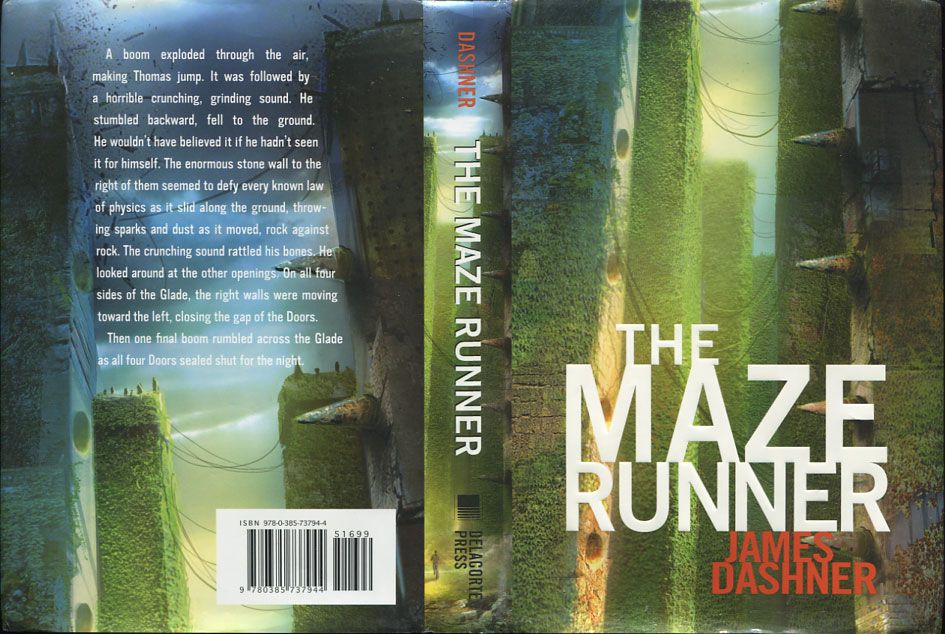 A boom exploded through the air,
making Thomas jump. It was followed by
a horrible crunching, grinding sound. He
stumbled backward, fell to the ground.
He wouldn't have believed it if he hadn't seen
it for himself. The enormous stone wall to the
right of them seemed to defy every known law
of physics as it slid along the ground, throw-
ing sparks and dust as it moved, rock against
rock. The crunching sound rattled his bones. He
looked around at the other openings. On all four
sides of the Glade, the right walls were moving
toward the left, closing the gap of the Doors.
Then one final boom rumbled across the Glade
as all four Doors sealed shut for the night.
ISBN 978-0-385-73794-4
51699
9 780385 737944
DASHNER
THE MAZE RUNNER
DELACORTE
PRESS
THE
MAZE
RUNNER
JAMES
DASHNER